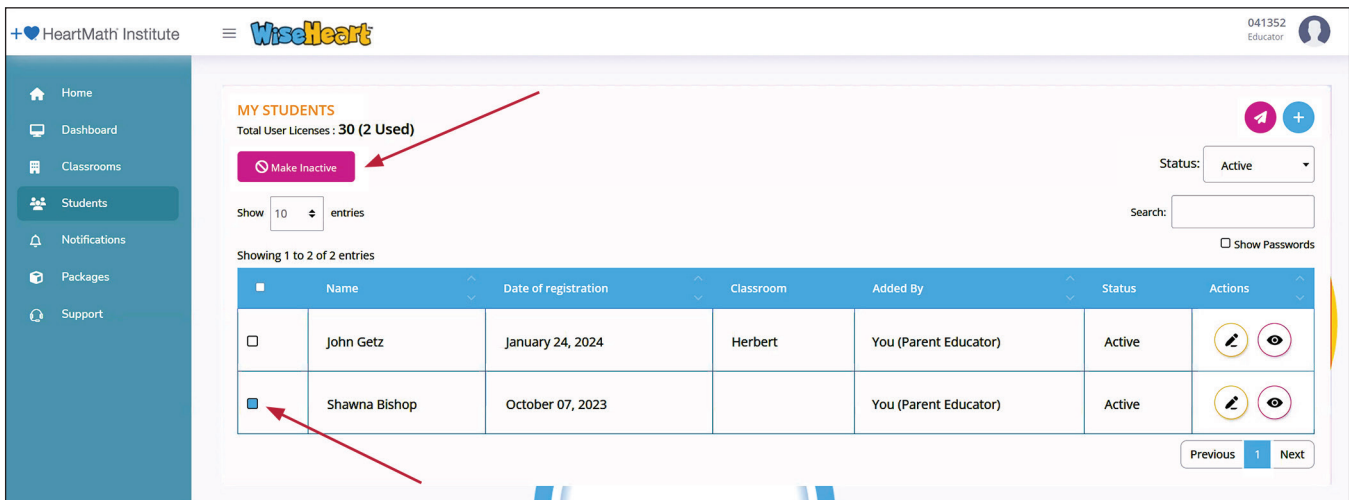 HeartMath Institute
WiseHeart
041352
Educator
Home
Dashboard
Classrooms
Students
Notifications
Packages
Support
MY STUDENTS
Total User Licenses : 30 (2 Used)
Make Inactive
Status: Active
Show 10 entries
Search:
Show Passwords
Showing 1 to 2 of 2 entries
Name Date of registration Classroom Added By Status Actions
John Getz January 24, 2024 Herbert You (Parent Educator) Active
Shawna Bishop October 07, 2023 You (Parent Educator) Active
Previous 1 Next